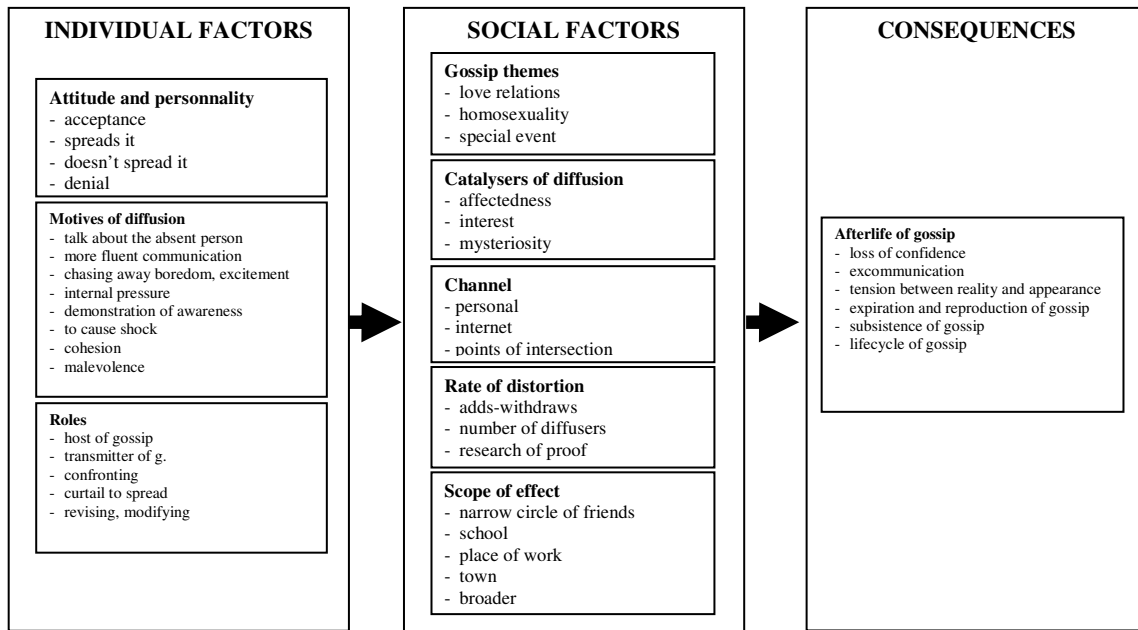 INDIVIDUAL FACTORS
Attitude and personnality
- acceptance
- spreads it
- doesn't spread it
- denial
Motives of diffusion
- talk about the absent person
- more fluent communication
- chasing away boredom, excitement
- internal pressure
- demonstration of awareness
- to cause shock
- cohesion
- malevolence
Roles
- host of gossip
- transmitter of g.
- confronting
- curtail to spread
- revising, modifying
SOCIAL FACTORS
Gossip themes
- love relations
- homosexuality
- special event
Catalysers of diffusion
- affectedness
- interest
- mysteriosity
Channel
- personal
- internet
- points of intersection
Rate of distortion
- adds-withdraws
- number of diffusers
- research of proof
Scope of effect
- narrow circle of friends
- school
- place of work
- town
- broader
CONSEQUENCES
Afterlife of gossip
- loss of confidence
- excommunication
- tension between reality and appearance
- expiration and reproduction of gossip
- subsistence of gossip
- lifecycle of gossip